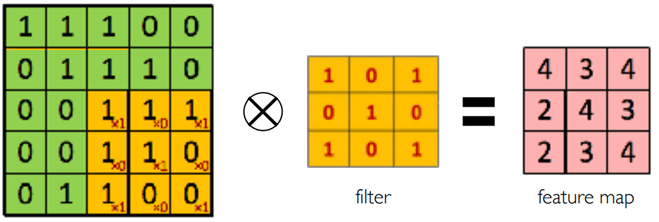 1 1 1 0 0
0 1 1 1 0
0 0 1×1 1×0 1×1
0 0 1×0 1×1 0×0
0 1 1×1 0×0 0×1
⊗
1 0 1
0 1 0
1 0 1
filter
=
4 3 4
2 4 3
2 3 4
feature map